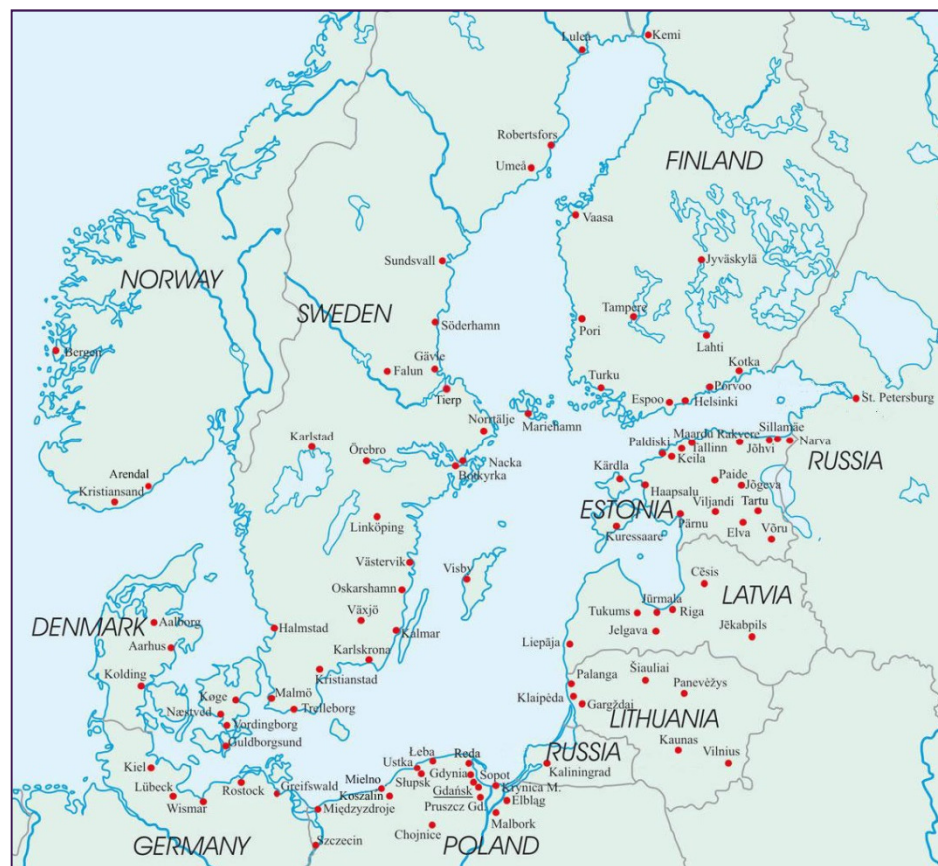 Luleå
Kemi
Robertsfors
Umeå
FINLAND
Vaasa
Sundsvall
Jyväskylä
NORWAY
SWEDEN
Söderhamn
Pori
Tampere
Lahti
Bergen
Gävle
Falun
Kotka
Turku
Porvoo
Tierp
Espoo
Helsinki
St. Petersburg
Norrtälje
Mariehamn
Karlstad
Örebro
Maardu
Rakvere
Sillamäe
Paldiski
Tallinn
Jõhvi
Narva
Keila
Nacka
Botkyrka
RUSSIA
Arendal
Kärdla
Paide
Kristiansand
Haapsalu
Jõgeva
ESTONIA
Viljandi
Tartu
Linköping
Pärnu
Elva
Kuressaare
Võru
Västervik
Visby
Cēsis
Oskarshamn
LATVIA
Växjö
Tukums
Jūrmala
Riga
DENMARK
Aalborg
Halmstad
Kalmar
Jelgava
Jēkabpils
Aarhus
Liepāja
Karlskrona
Kolding
Kristianstad
Palanga
Šiauliai
Panevėžys
Køge
Malmö
Klaipėda
Gargždai
Næstved
Trelleborg
LITHUANIA
Vordingborg
Guldborgsund
Łeba
Reda
RUSSIA
Kaunas
Vilnius
Kiel
Ustka
Gdynia
Sopot
Kaliningrad
Lübeck
Rostock
Greifswald
Mielno
Słupsk
Gdańsk
Krynica M.
Wismar
Koszalin
Elbląg
Międzyzdroje
Pruszcz Gd.
Malbork
GERMANY
Szczecin
Chojnice
POLAND